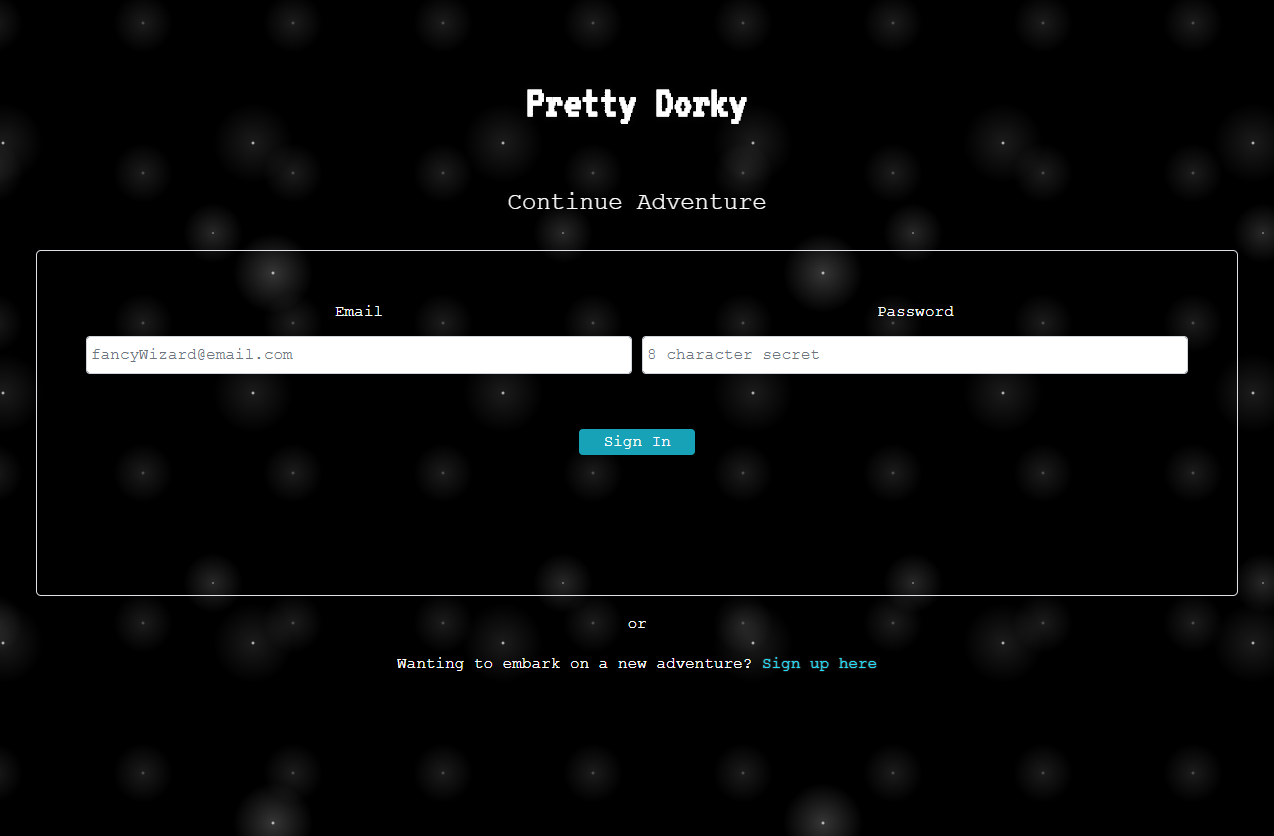 Pretty Dorky
Continue Adventure
Email
Password
fancyWizard@email.com
8 character secret
Sign In
or
Wanting to embark on a new adventure? Sign up here